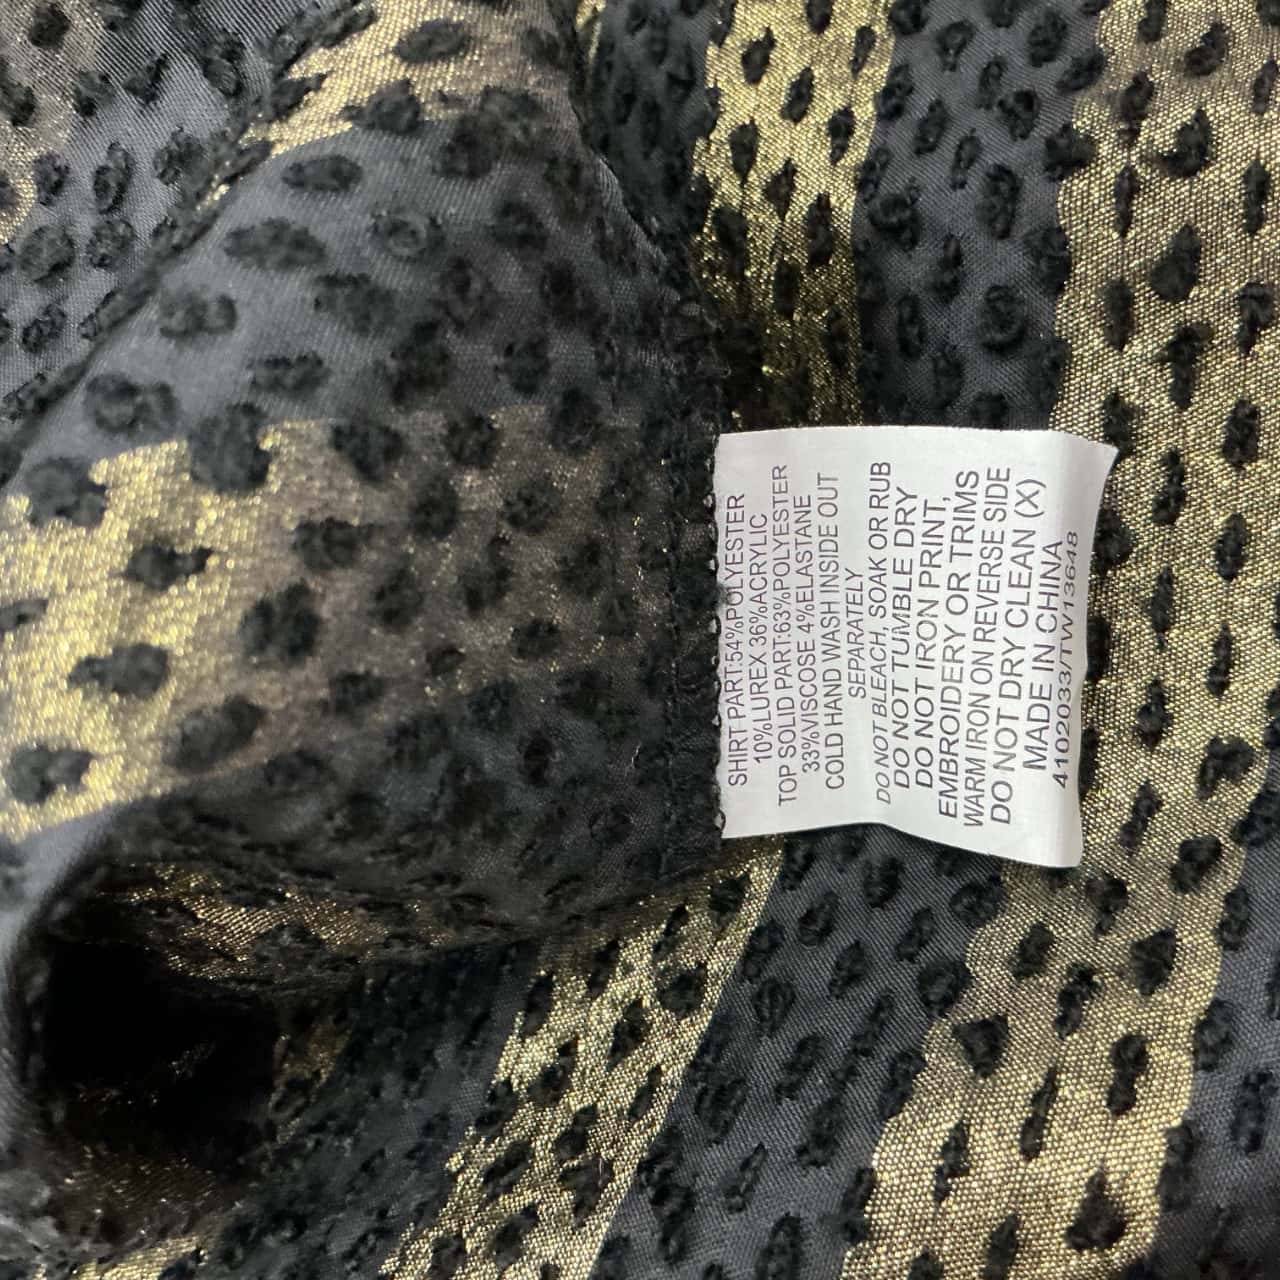 SHIRT PART:54%POLYESTER
10%LUREX 36%ACRYLIC
TOP SOLID PART:63%POLYESTER
33%VISCOSE 4%ELASTANE
COLD HAND WASH INSIDE OUT
SEPARATELY
DO NOT BLEACH, SOAK OR RUB
DO NOT TUMBLE DRY
DO NOT IRON PRINT,
EMBROIDERY OR TRIMS
WARM IRON ON REVERSE SIDE
DO NOT DRY CLEAN (X)
MADE IN CHINA
4102033/TW13648